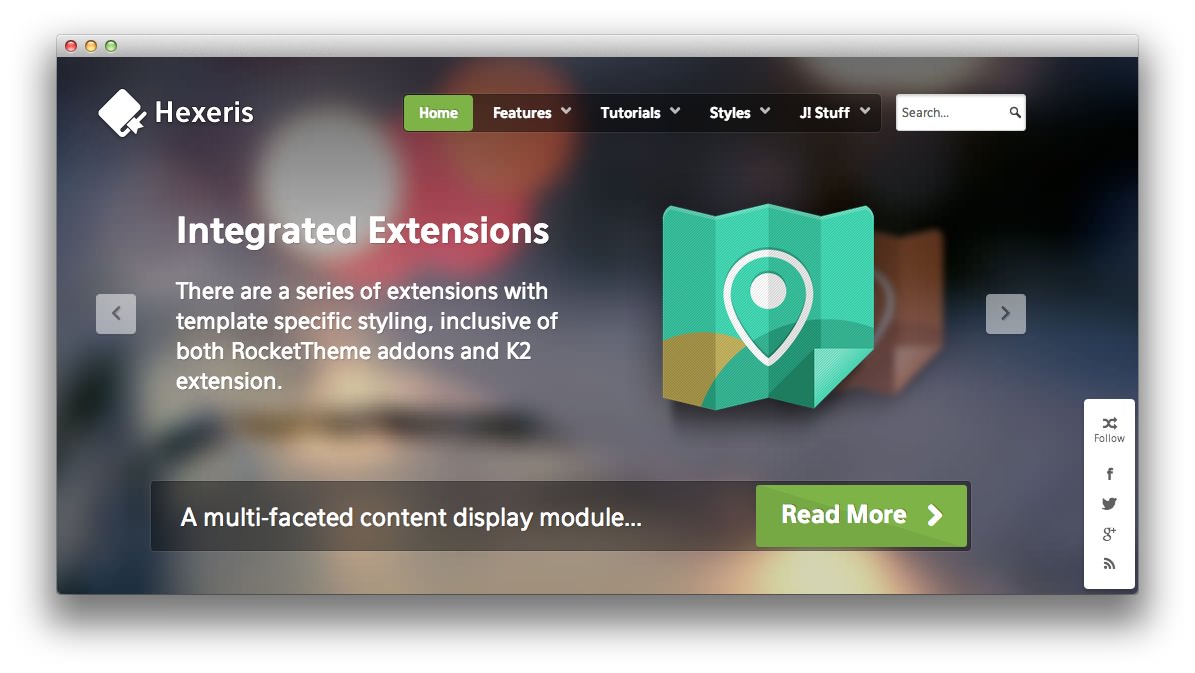 Hexeris
Home Features Tutorials Styles J! Stuff
Search...
Integrated Extensions
There are a series of extensions with
template specific styling, inclusive of
both RocketTheme addons and K2
extension.
Follow
f
g+
A multi-faceted content display module...
Read More